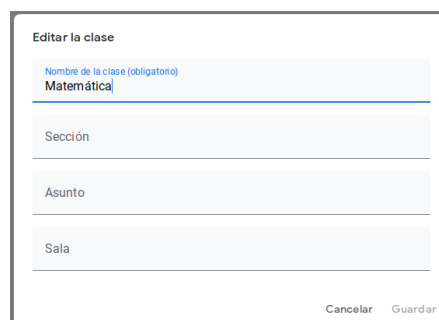 Editar la clase
Nombre de la clase (obligatorio)
Matemática
Sección
Asunto
Sala
Cancelar Guardar